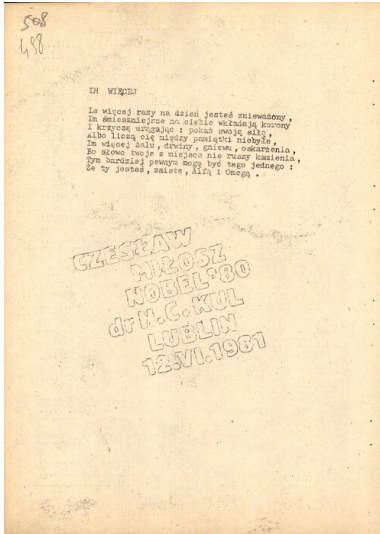 508
498
IM WIĘCEJ
Im więcej razy na dzień jesteś znieważony,
Im śmieszniejsze na ciebie wkładają korony
I krzyczą urągając : pokaż swoją siłę,
Albo liczą cię między pamiątki niebyłe,
Im więcej żalu, drwiny, gniewu, oskarżenia,
Bo słowo twoje z miejsca nie ruszy kamienia,
Tym bardziej pewnym mogę być tego jednego :
Że ty jesteś, zaiste, Alfą i Omegą .
CZESŁAW
MIŁOSZ
NOBEL'80
dr H.C. KUL
LUBLIN
12.VI.1981